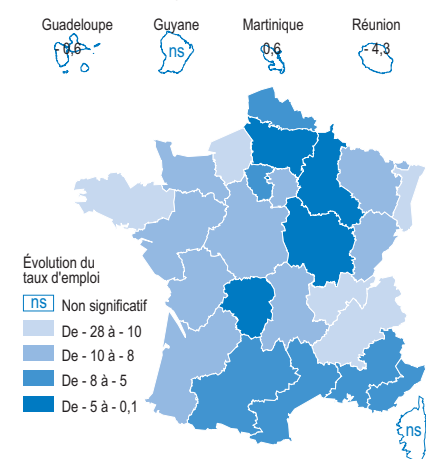 Guadeloupe Guyane Martinique Réunion
- 0,6 ns 0,6 - 4,3
Évolution du
taux d'emploi
ns Non significatif
De - 28 à - 10
De - 10 à - 8
De - 8 à - 5
De - 5 à - 0,1
ns